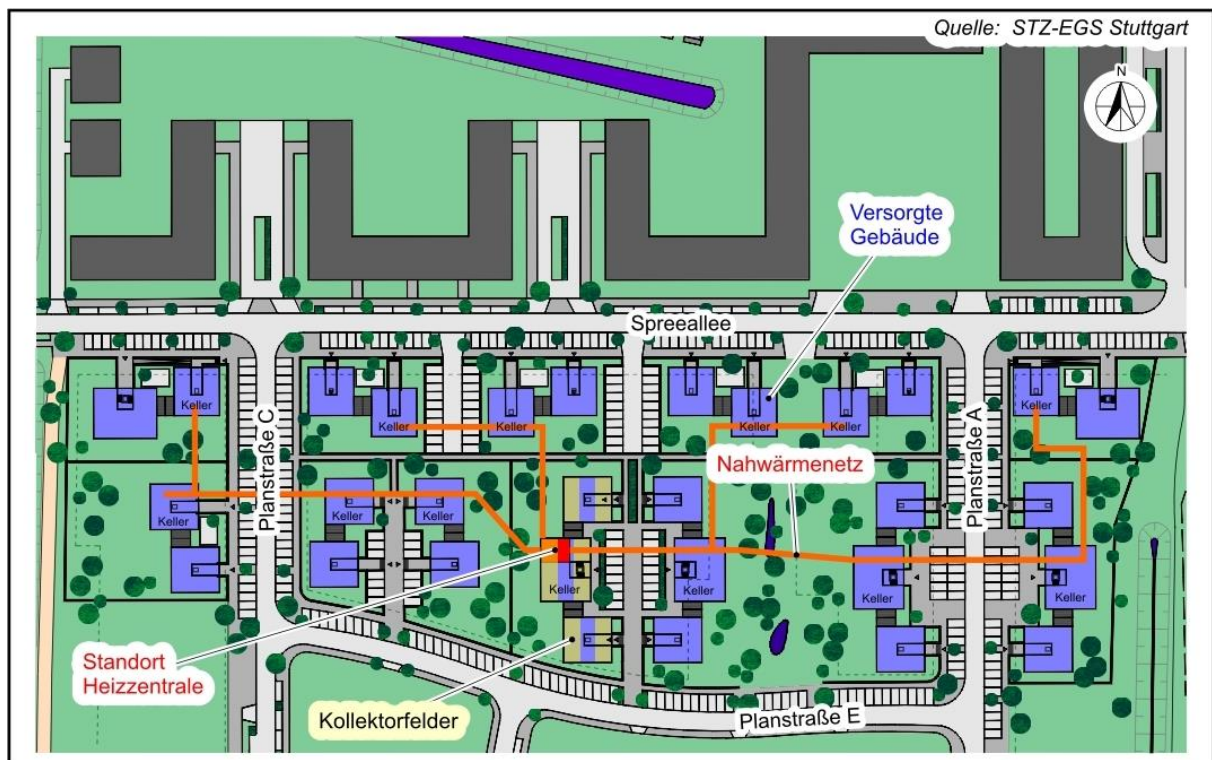 Quelle: STZ-EGS Stuttgart
N
Versorgte
Gebäude
Spreeallee
Keller
Keller
Keller
Keller
Keller
Keller
Planstraße C
Planstraße A
Nahwärmenetz
Keller
Keller
Keller
Keller
Keller
Keller
Keller
Standort
Heizzentrale
Kollektorfelder
Planstraße E